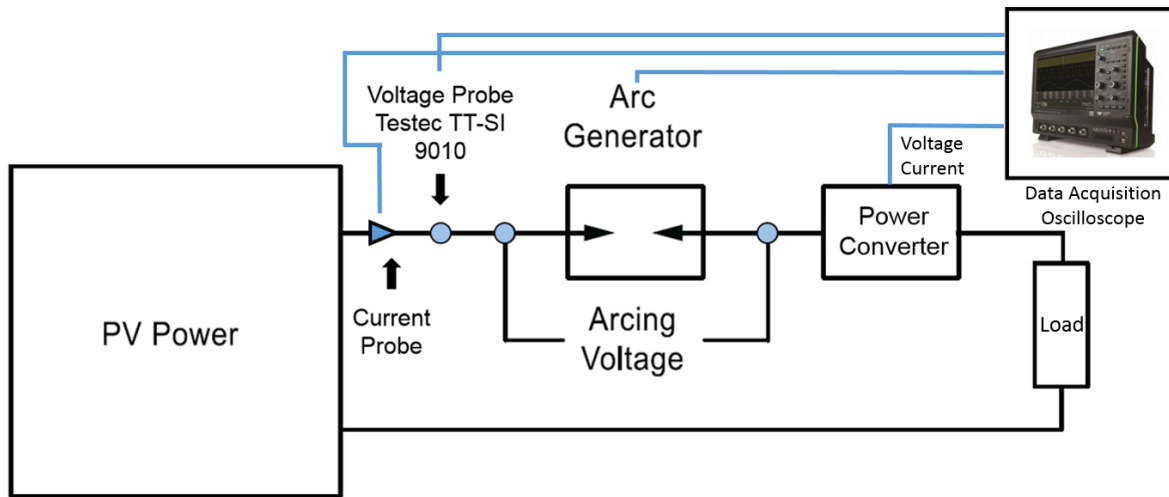 Voltage Probe
Testec TT-SI
9010
Arc
Generator
Voltage
Current
Data Acquisition
Oscilloscope
Power
Converter
PV Power
Current
Probe
Arcing
Voltage
Load